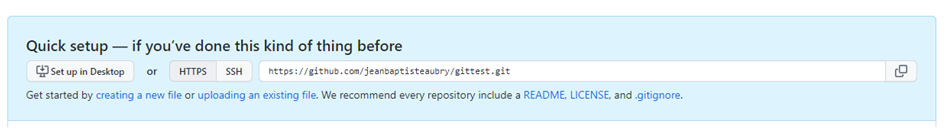 Quick setup — if you've done this kind of thing before
Set up in Desktop or HTTPS SSH https://github.com/jeanbaptisteaubry/gittest.git
Get started by creating a new file or uploading an existing file. We recommend every repository include a README, LICENSE, and .gitignore.